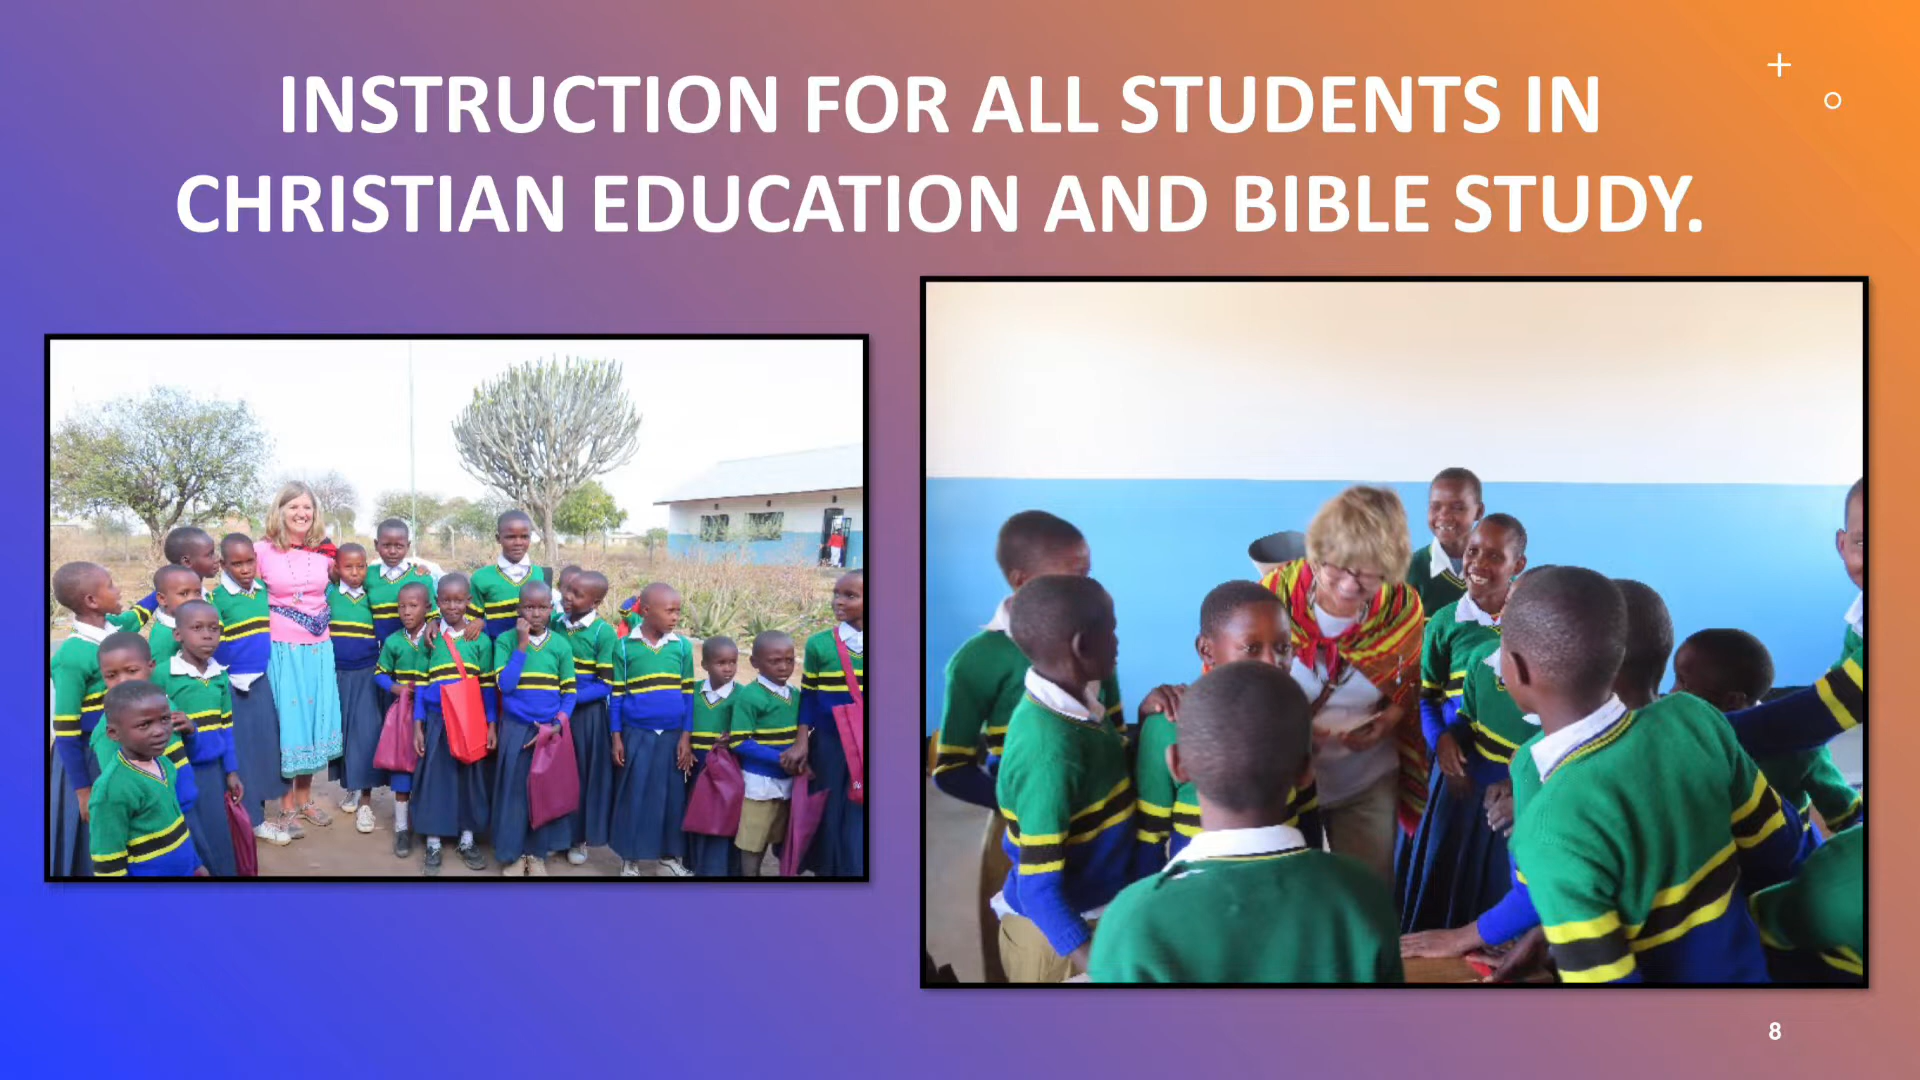 INSTRUCTION FOR ALL STUDENTS IN
CHRISTIAN EDUCATION AND BIBLE STUDY.
8